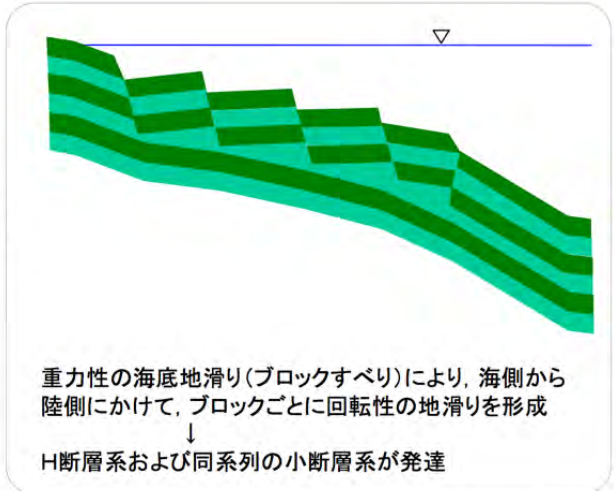 重力性の海底地滑り(ブロックすべり)により, 海側から
陸側にかけて, ブロックごとに回転性の地滑りを形成
↓
H断層系および同系列の小断層系が発達